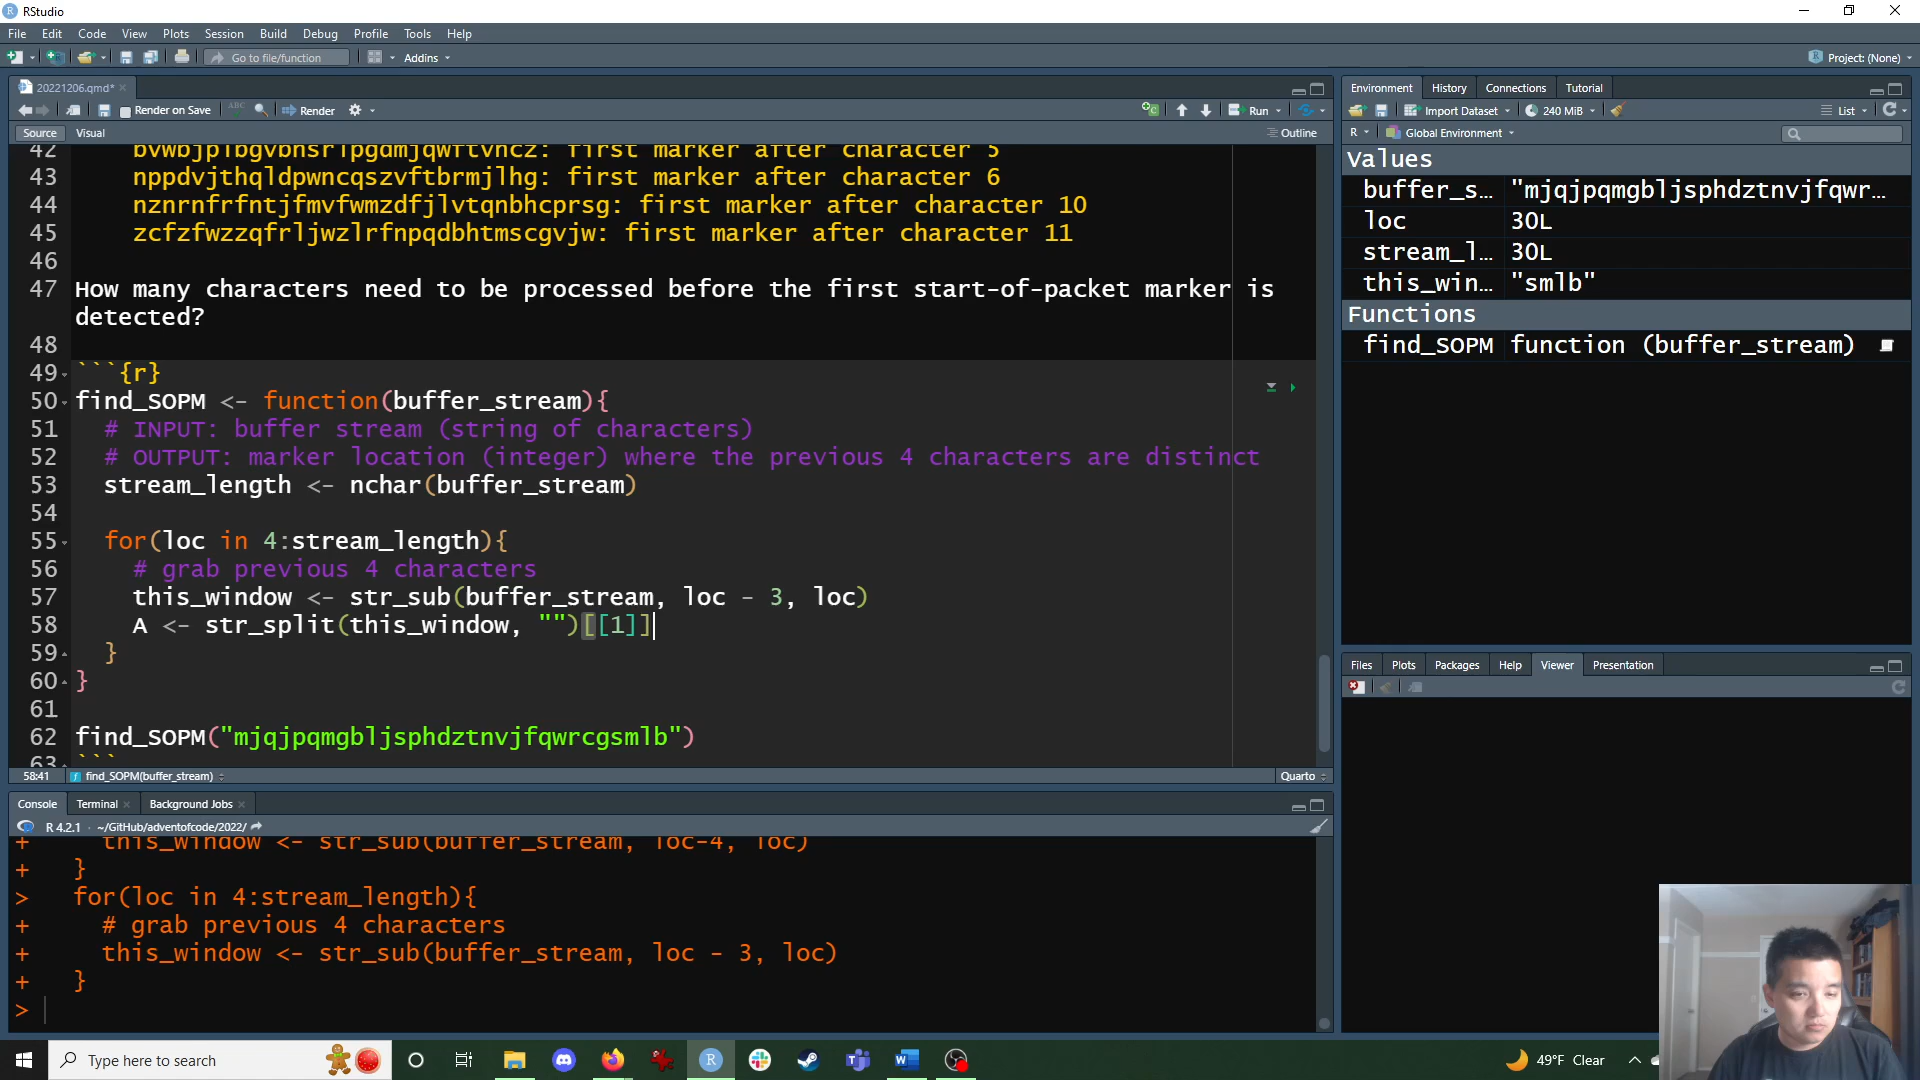 RStudio
File Edit Code View Plots Session Build Debug Profile Tools Help
Go to file/function Addins Project: (None)
20221206.qmd*
Render on Save ABC Render Run
Source Visual Outline
42 bvwbjplbgvbhsrlpgdmjqwftvncz: first marker after character 5
43 nppdvjthqldpwncqszvftbrmjlhg: first marker after character 6
44 nznrnfrfntjfmvfwmzdfjlvtqnbhcprsg: first marker after character 10
45 zcfzfwzzqfrljwzlrfnpqdbhtmscgvjw: first marker after character 11
46
47 How many characters need to be processed before the first start-of-packet marker is
detected?
48
49 ```{r}
50 find_SOPM <- function(buffer_stream){
51 # INPUT: buffer stream (string of characters)
52 # OUTPUT: marker location (integer) where the previous 4 characters are distinct
53 stream_length <- nchar(buffer_stream)
54
55 for(loc in 4:stream_length){
56 # grab previous 4 characters
57 this_window <- str_sub(buffer_stream, loc - 3, loc)
58 A <- str_split(this_window, "")[[1]]
59 }
60 }
61
62 find_SOPM("mjqjpqmgbljsphdztnvjfqwrcgsmlb")
63 ```
58:41 find_SOPM(buffer_stream) Quarto
Console Terminal Background Jobs
R 4.2.1 · ~/GitHub/adventofcode/2022/
+ this_window <- str_sub(buffer_stream, loc-4, loc)
+ }
> for(loc in 4:stream_length){
+ # grab previous 4 characters
+ this_window <- str_sub(buffer_stream, loc - 3, loc)
+ }
>
Environment History Connections Tutorial
Import Dataset 240 MiB List
R Global Environment
Values
buffer_s… "mjqjpqmgbljsphdztnvjfqwr…
loc 30L
stream_l… 30L
this_win… "smlb"
Functions
find_SOPM function (buffer_stream)
Files Plots Packages Help Viewer Presentation
Type here to search
49°F Clear